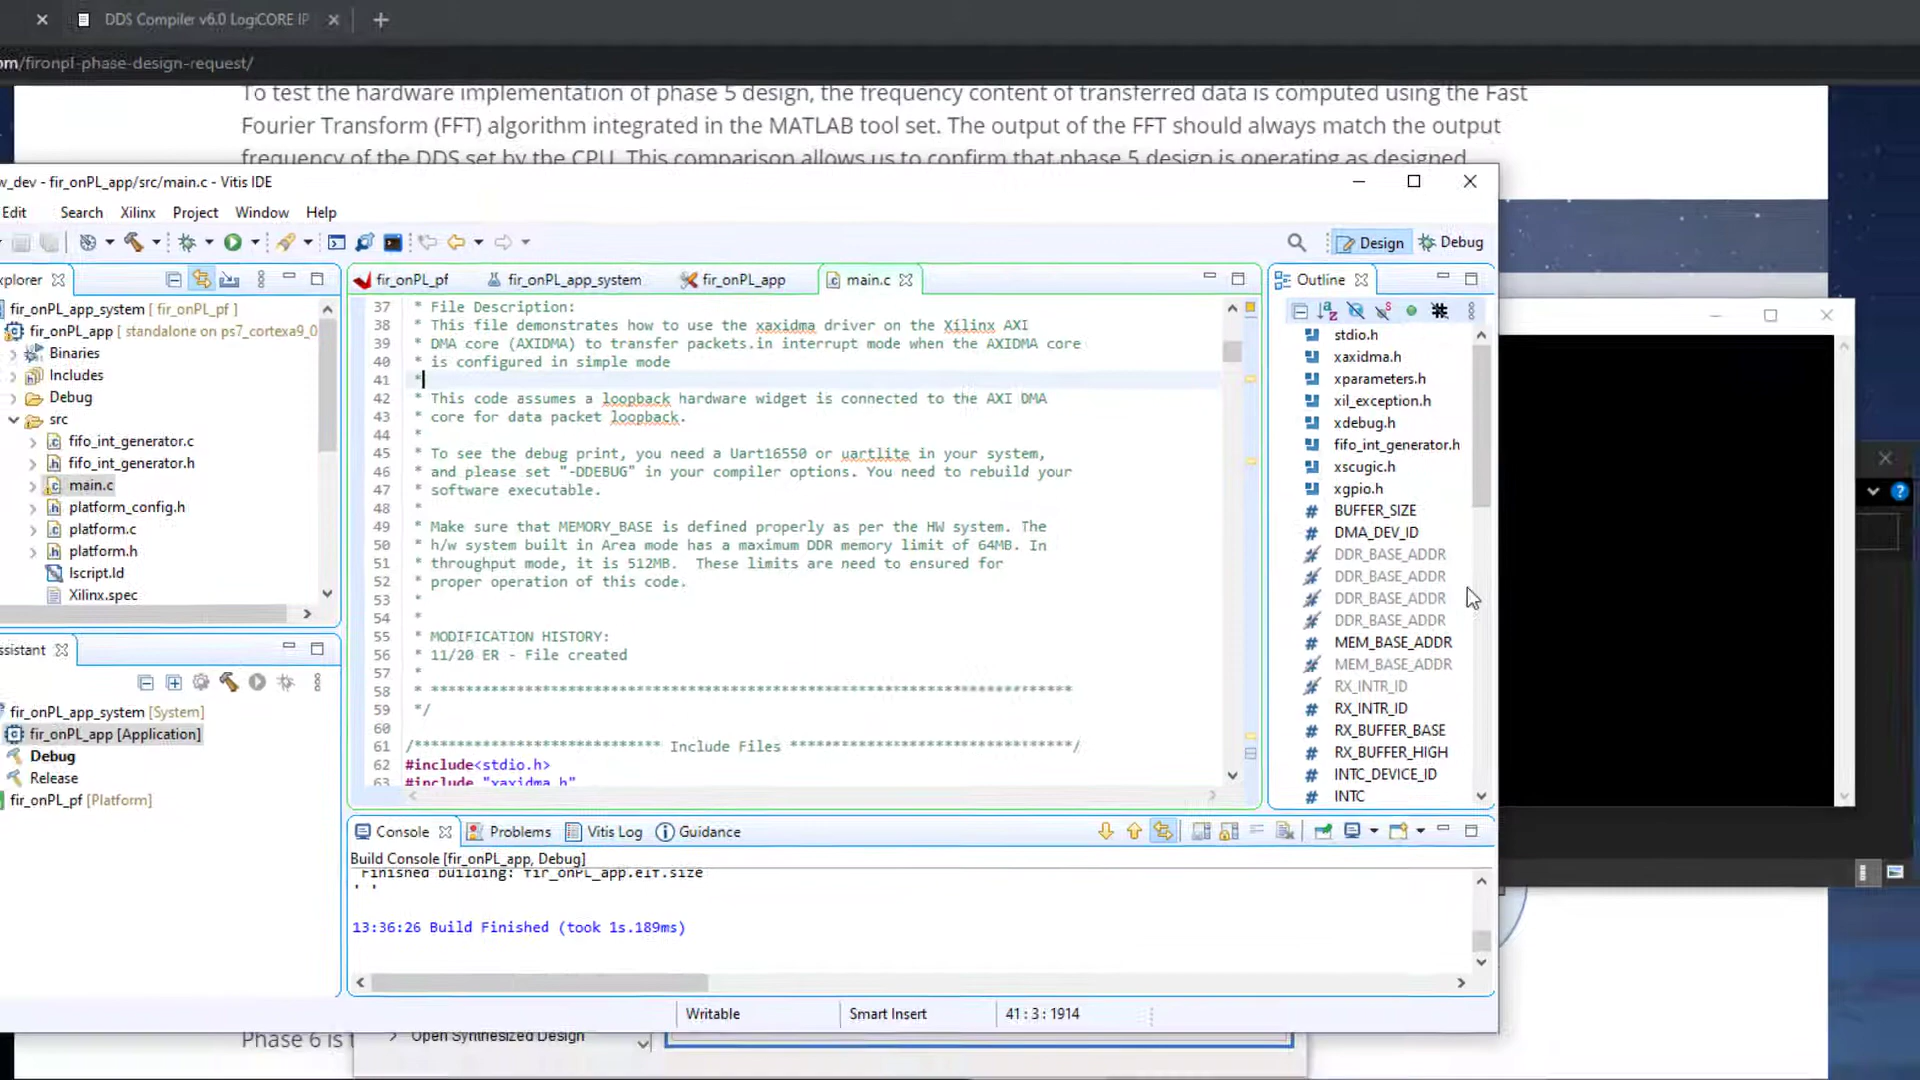 DDS Compiler v6.0 LogiCORE IP
om/fironpl-phase-design-request/
To test the hardware implementation of phase 5 design, the frequency content of transferred data is computed using the Fast
Fourier Transform (FFT) algorithm integrated in the MATLAB tool set. The output of the FFT should always match the output
frequency of the DDS set by the CPU. This comparison allows us to confirm that phase 5 design is operating as designed
w_dev - fir_onPL_app/src/main.c - Vitis IDE
Edit Search Xilinx Project Window Help
Design Debug
xplorer
fir_onPL_app_system [ fir_onPL_pf ]
fir_onPL_app [ standalone on ps7_cortexa9_0
Binaries
Includes
Debug
src
fifo_int_generator.c
fifo_int_generator.h
main.c
platform_config.h
platform.c
platform.h
lscript.ld
Xilinx.spec
ssistant
fir_onPL_app_system [System]
fir_onPL_app [Application]
Debug
Release
fir_onPL_pf [Platform]
fir_onPL_pf fir_onPL_app_system fir_onPL_app main.c
37 * File Description:
38 * This file demonstrates how to use the xaxidma driver on the Xilinx AXI
39 * DMA core (AXIDMA) to transfer packets.in interrupt mode when the AXIDMA core
40 * is configured in simple mode
41 *
42 * This code assumes a loopback hardware widget is connected to the AXI DMA
43 * core for data packet loopback.
44 *
45 * To see the debug print, you need a Uart16550 or uartlite in your system,
46 * and please set "-DDEBUG" in your compiler options. You need to rebuild your
47 * software executable.
48 *
49 * Make sure that MEMORY_BASE is defined properly as per the HW system. The
50 * h/w system built in Area mode has a maximum DDR memory limit of 64MB. In
51 * throughput mode, it is 512MB.  These limits are need to ensured for
52 * proper operation of this code.
53 *
54 *
55 * MODIFICATION HISTORY:
56 * 11/20 ER - File created
57 *
58 * ***************************************************************************
59 */
60
61 /***************************** Include Files *********************************/
62 #include<stdio.h>
63 #include "xaxidma.h"
Outline
stdio.h
xaxidma.h
xparameters.h
xil_exception.h
xdebug.h
fifo_int_generator.h
xscugic.h
xgpio.h
BUFFER_SIZE
DMA_DEV_ID
DDR_BASE_ADDR
DDR_BASE_ADDR
DDR_BASE_ADDR
DDR_BASE_ADDR
MEM_BASE_ADDR
MEM_BASE_ADDR
RX_INTR_ID
RX_INTR_ID
RX_BUFFER_BASE
RX_BUFFER_HIGH
INTC_DEVICE_ID
INTC
Console Problems Vitis Log Guidance
Build Console [fir_onPL_app, Debug]
'Finished building: fir_onPL_app.elf.size
' '
13:36:26 Build Finished (took 1s.189ms)
Writable Smart Insert 41 : 3 : 1914
Phase 6 is t
Open Synthesized Design